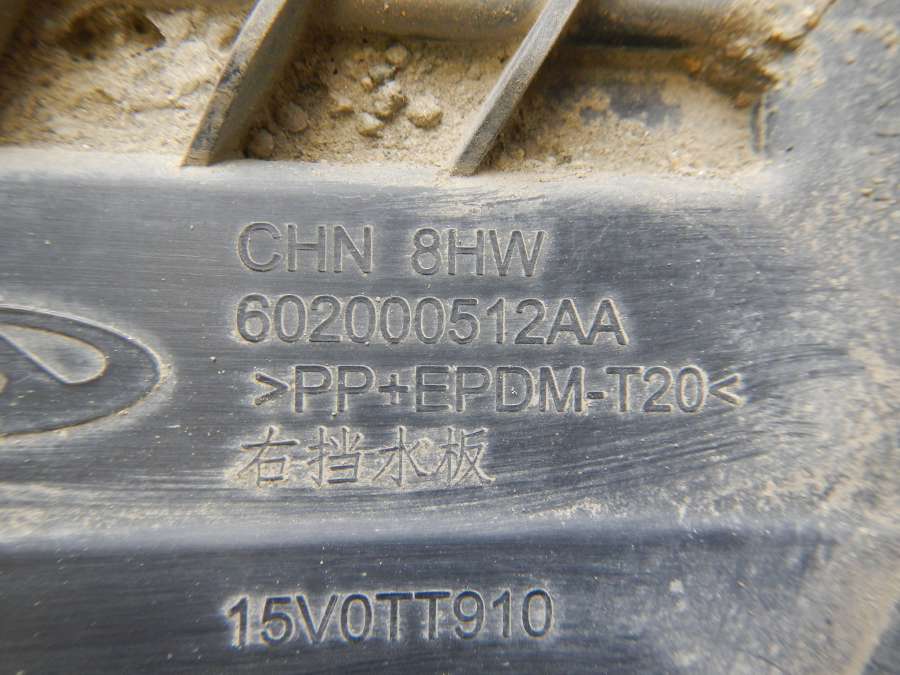 CHN 8HW
602000512AA
>PP+EPDM-T20<
右挡水板
15V0TT910